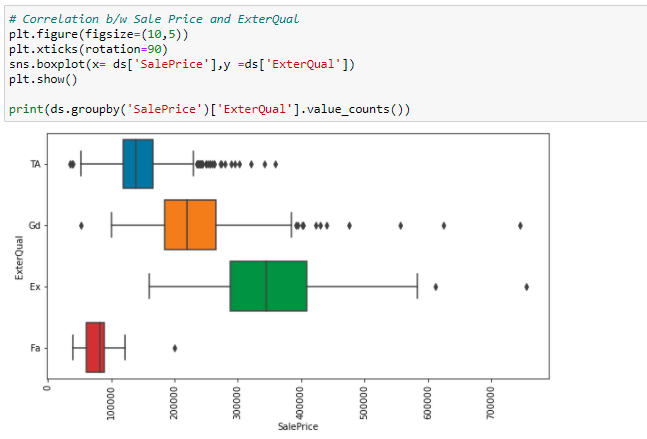 # Correlation b/w Sale Price and ExterQual
plt.figure(figsize=(10,5))
plt.xticks(rotation=90)
sns.boxplot(x= ds['SalePrice'],y =ds['ExterQual'])
plt.show()
print(ds.groupby('SalePrice')['ExterQual'].value_counts())
TA
Gd
Ex
Fa
ExterQual
0
100000
200000
300000
400000
500000
600000
700000
SalePrice